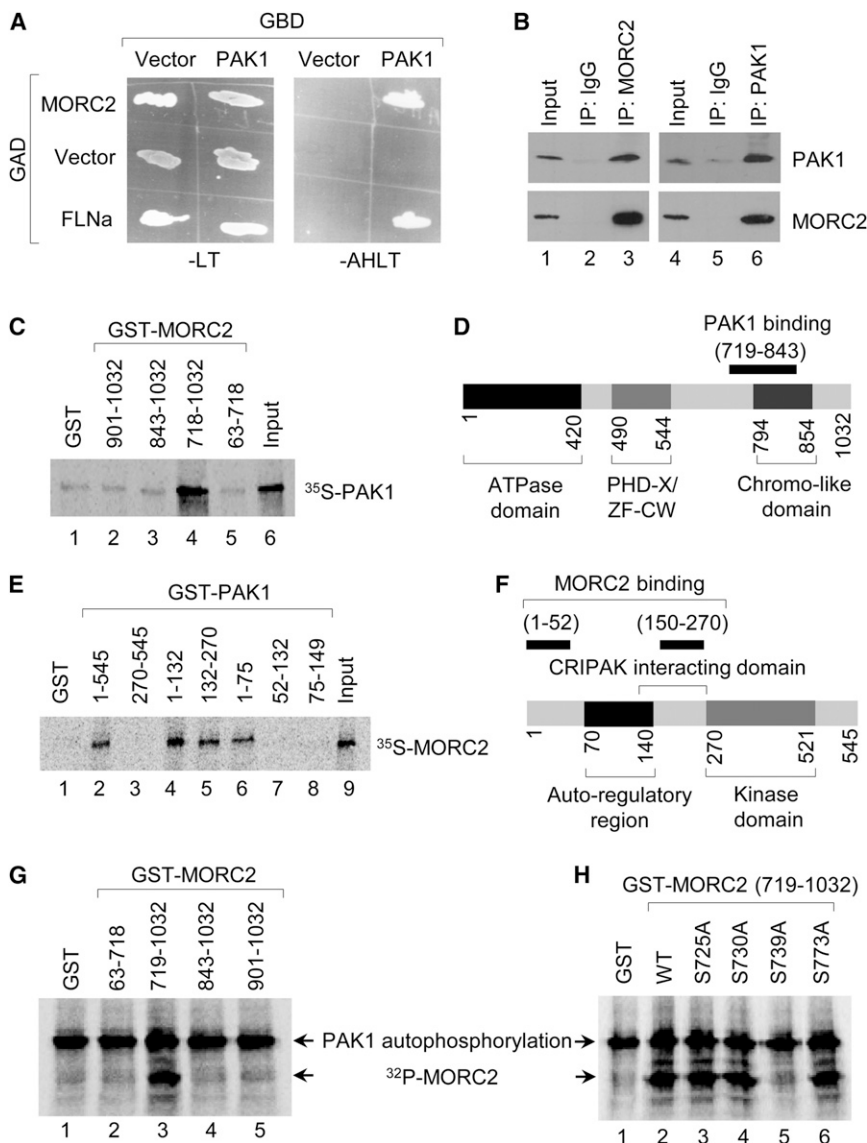 A
GBD
Vector PAK1 Vector PAK1
GAD
MORC2
Vector
FLNa
-LT -AHLT
B
Input
IP: IgG
IP: MORC2
Input
IP: IgG
IP: PAK1
PAK1
MORC2
1 2 3 4 5 6
C
GST-MORC2
GST
901-1032
843-1032
718-1032
63-718
Input
35S-PAK1
1 2 3 4 5 6
D
PAK1 binding
(719-843)
1 420 490 544 794 854 1032
ATPase
domain
PHD-X/
ZF-CW
Chromo-like
domain
E
GST-PAK1
GST
1-545
270-545
1-132
132-270
1-75
52-132
75-149
Input
35S-MORC2
1 2 3 4 5 6 7 8 9
F
MORC2 binding
(1-52) (150-270)
CRIPAK interacting domain
1 70 140 270 521 545
Auto-regulatory
region
Kinase
domain
G
GST-MORC2
GST
63-718
719-1032
843-1032
901-1032
PAK1 autophosphorylation
32P-MORC2
1 2 3 4 5
H
GST-MORC2 (719-1032)
GST
WT
S725A
S730A
S739A
S773A
1 2 3 4 5 6